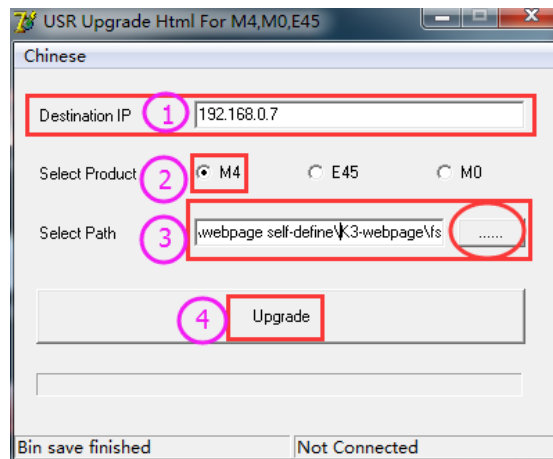 USR Upgrade Html For M4,M0,E45
Chinese
Destination IP 1 192.168.0.7
Select Product 2 M4 E45 M0
Select Path 3 .webpage self-define\K3-webpage\fs ......
4 Upgrade
Bin save finished Not Connected